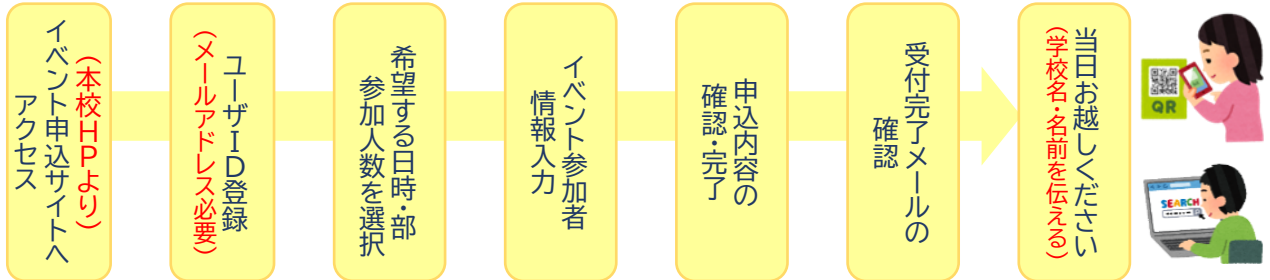 (本校HPより)
イベント申込サイトへ
アクセス
ユーザID登録
(メールアドレス必要)
希望する日時・部
参加人数を選択
イベント参加者
情報入力
申込内容の
確認・完了
受付完了メールの
確認
当日お越しください
(学校名・名前を伝える)
QR
SEARCH